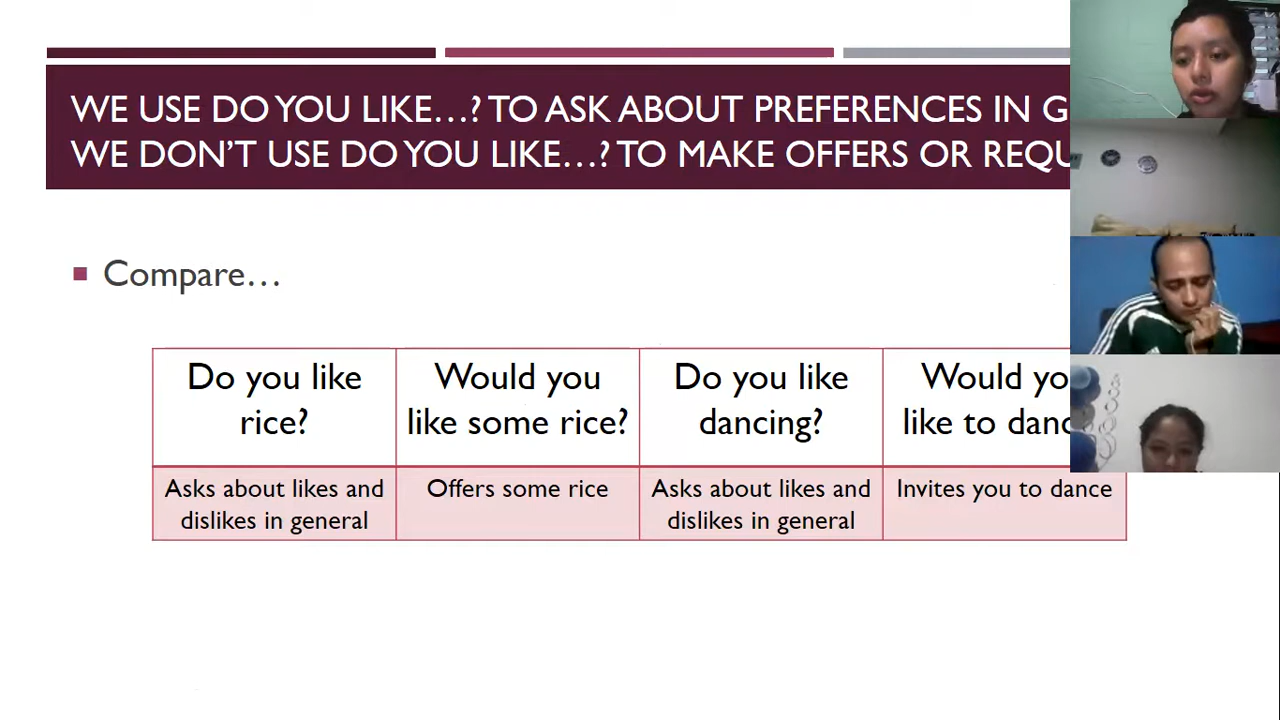 WE USE DO YOU LIKE…? TO ASK ABOUT PREFERENCES IN
WE DON'T USE DO YOU LIKE…? TO MAKE OFFERS OR
Compare…
Do you like
rice?
Would you
like some rice?
Do you like
dancing?
Would
like to
Asks about likes and
dislikes in general
Offers some rice
Asks about likes and
dislikes in general
Invites you to dance